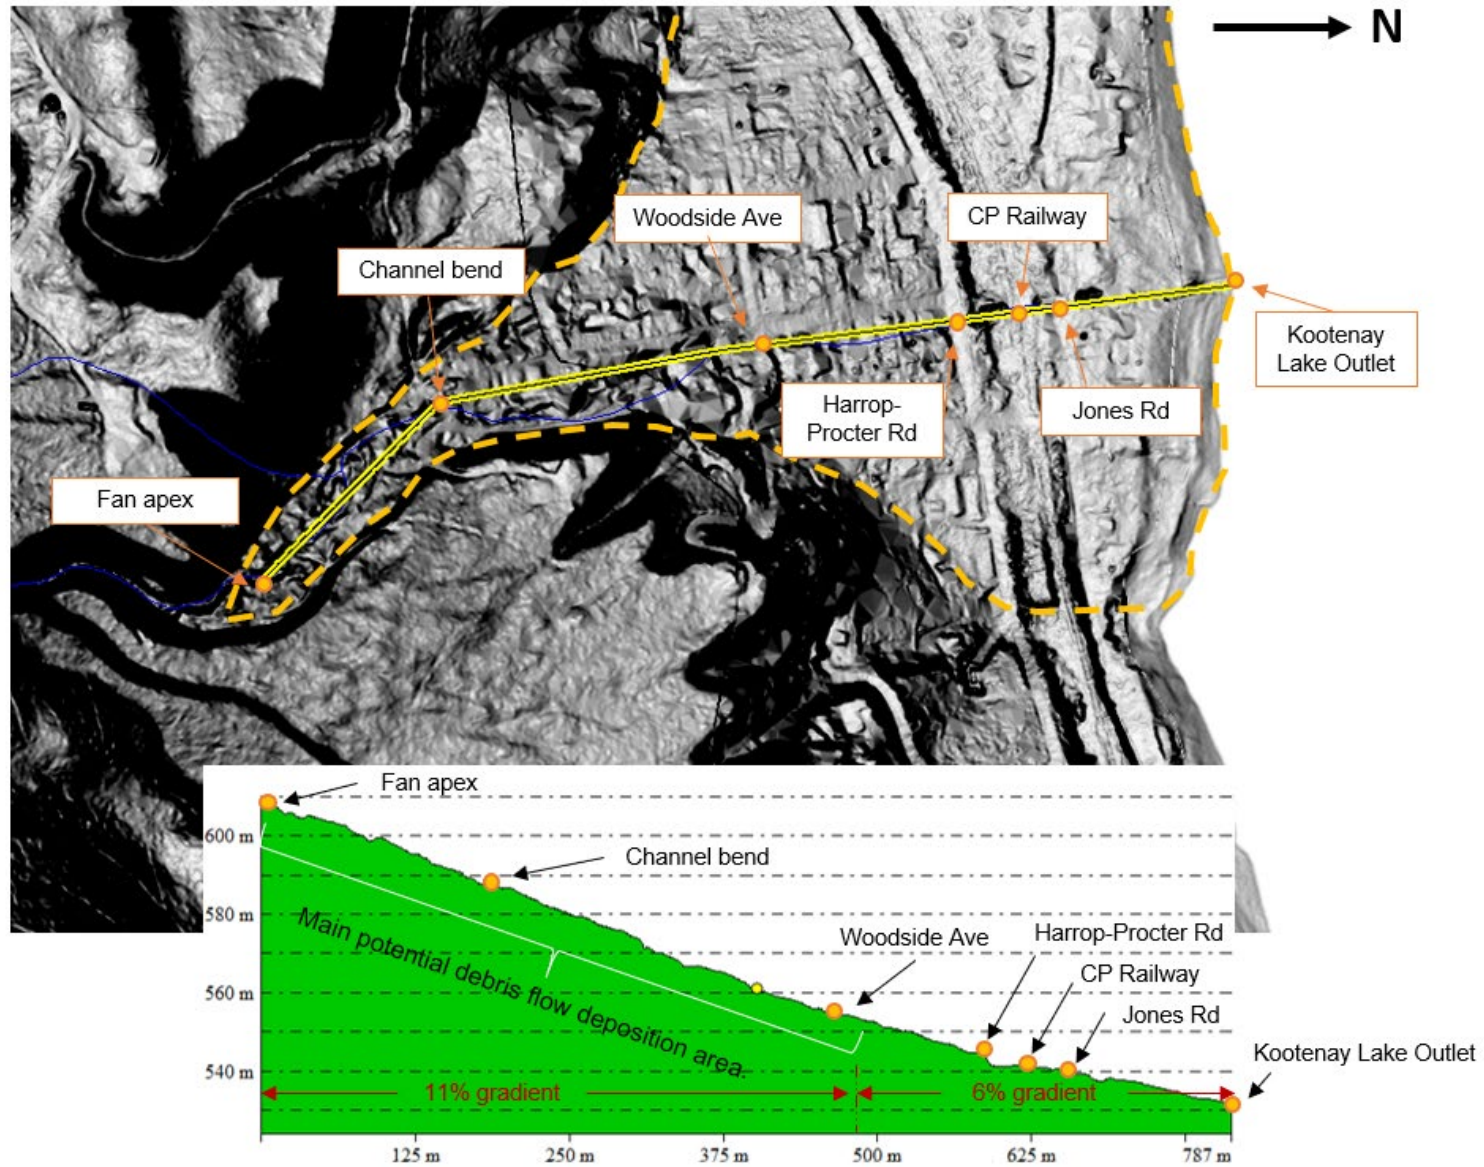 N
Woodside Ave
CP Railway
Channel bend
Kootenay
Lake Outlet
Harrop-
Procter Rd
Jones Rd
Fan apex
Fan apex
600 m
Channel bend
580 m
Main potential debris flow deposition area.
Woodside Ave
Harrop-Procter Rd
CP Railway
560 m
Jones Rd
Kootenay Lake Outlet
540 m
11% gradient
6% gradient
125 m
250 m
375 m
500 m
625 m
787 m